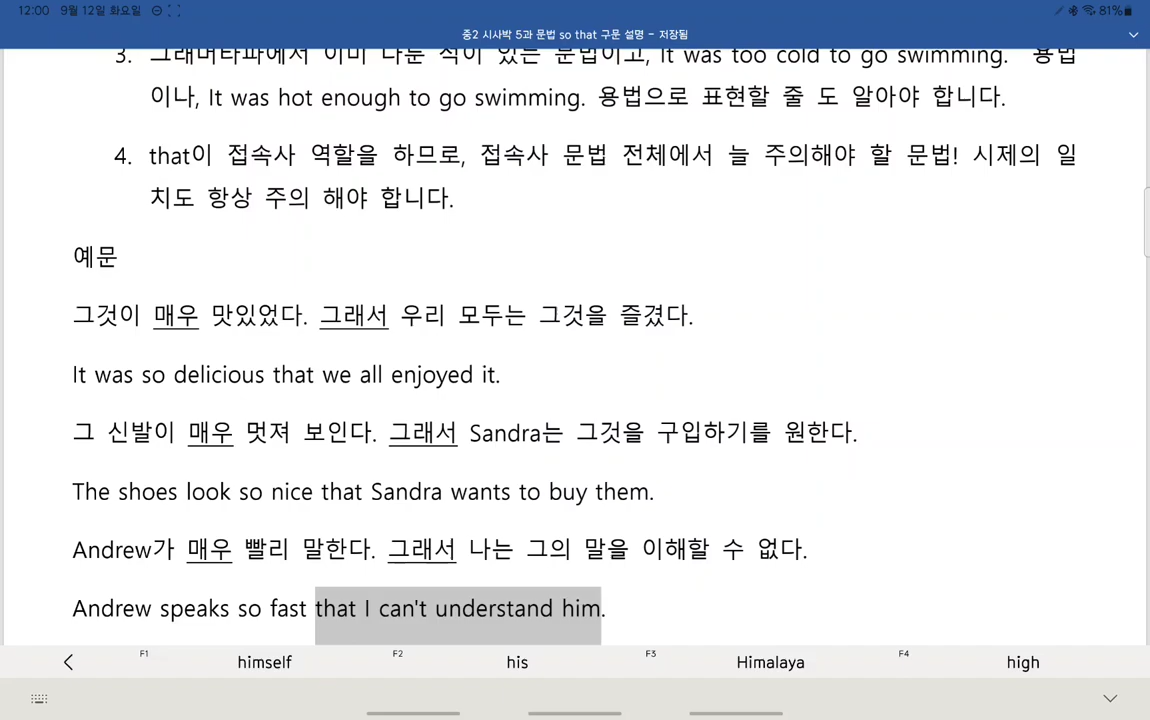 12:00 9월 12일 화요일
81%
중2 시사박 5과 문법 so that 구문 설명 – 저장됨
3. 그래머타파에서 이미 다룬 적이 있는 문법이고, It was too cold to go swimming. 용법
이나, It was hot enough to go swimming. 용법으로 표현할 줄 도 알아야 합니다.
4. that이 접속사 역할을 하므로, 접속사 문법 전체에서 늘 주의해야 할 문법! 시제의 일
치도 항상 주의 해야 합니다.
예문
그것이 매우 맛있었다. 그래서 우리 모두는 그것을 즐겼다.
It was so delicious that we all enjoyed it.
그 신발이 매우 멋져 보인다. 그래서 Sandra는 그것을 구입하기를 원한다.
The shoes look so nice that Sandra wants to buy them.
Andrew가 매우 빨리 말한다. 그래서 나는 그의 말을 이해할 수 없다.
Andrew speaks so fast that I can't understand him.
F1 himself F2 his F3 Himalaya F4 high